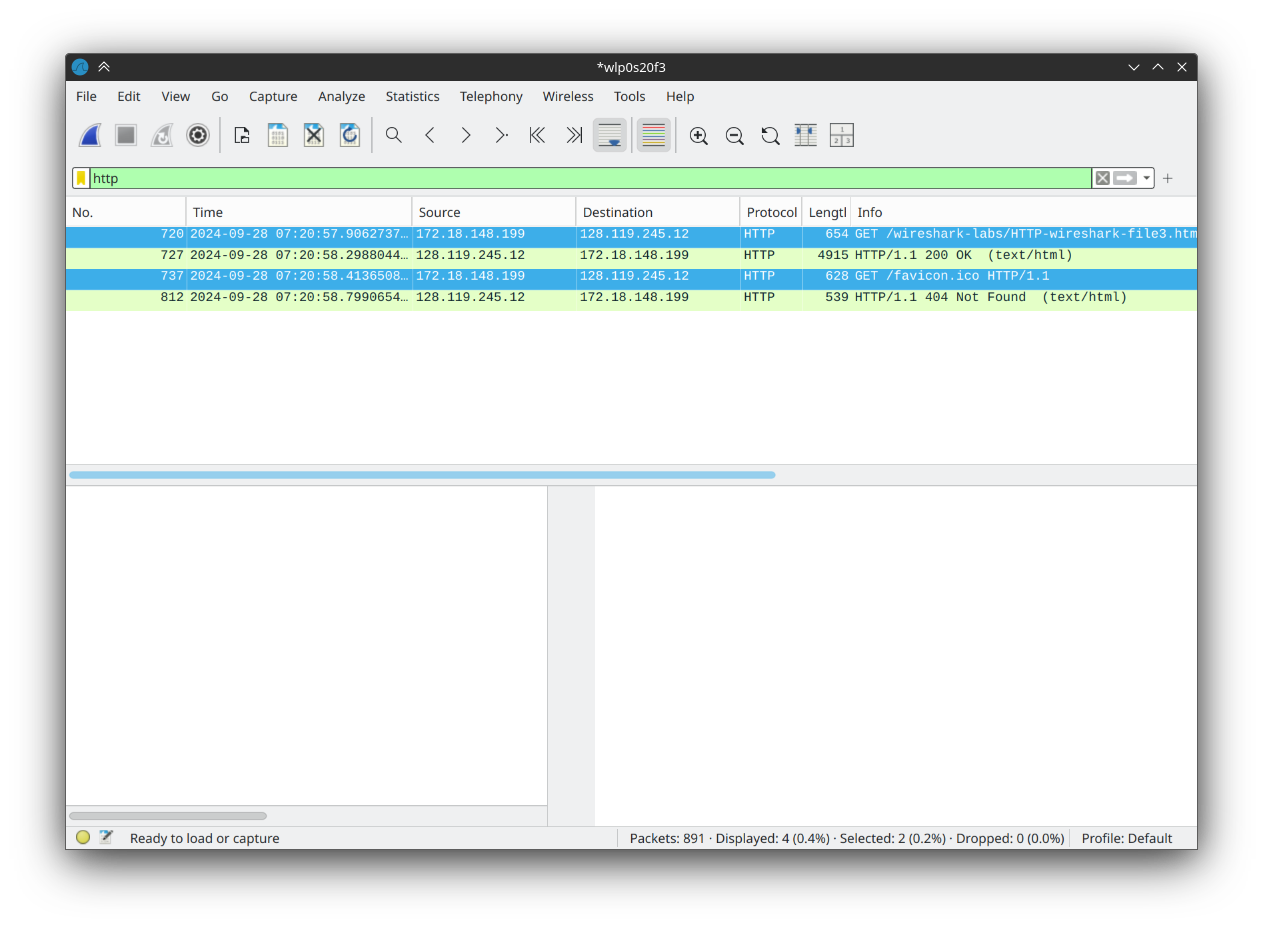 *wlp0s20f3
File Edit View Go Capture Analyze Statistics Telephony Wireless Tools Help
http
No. Time Source Destination Protocol Lengtl Info
720 2024-09-28 07:20:57.9062737… 172.18.148.199 128.119.245.12 HTTP 654 GET /wireshark-labs/HTTP-wireshark-file3.htm
727 2024-09-28 07:20:58.2988044… 128.119.245.12 172.18.148.199 HTTP 4915 HTTP/1.1 200 OK (text/html)
737 2024-09-28 07:20:58.4136508… 172.18.148.199 128.119.245.12 HTTP 628 GET /favicon.ico HTTP/1.1
812 2024-09-28 07:20:58.7990654… 128.119.245.12 172.18.148.199 HTTP 539 HTTP/1.1 404 Not Found (text/html)
Ready to load or capture Packets: 891 · Displayed: 4 (0.4%) · Selected: 2 (0.2%) · Dropped: 0 (0.0%) Profile: Default